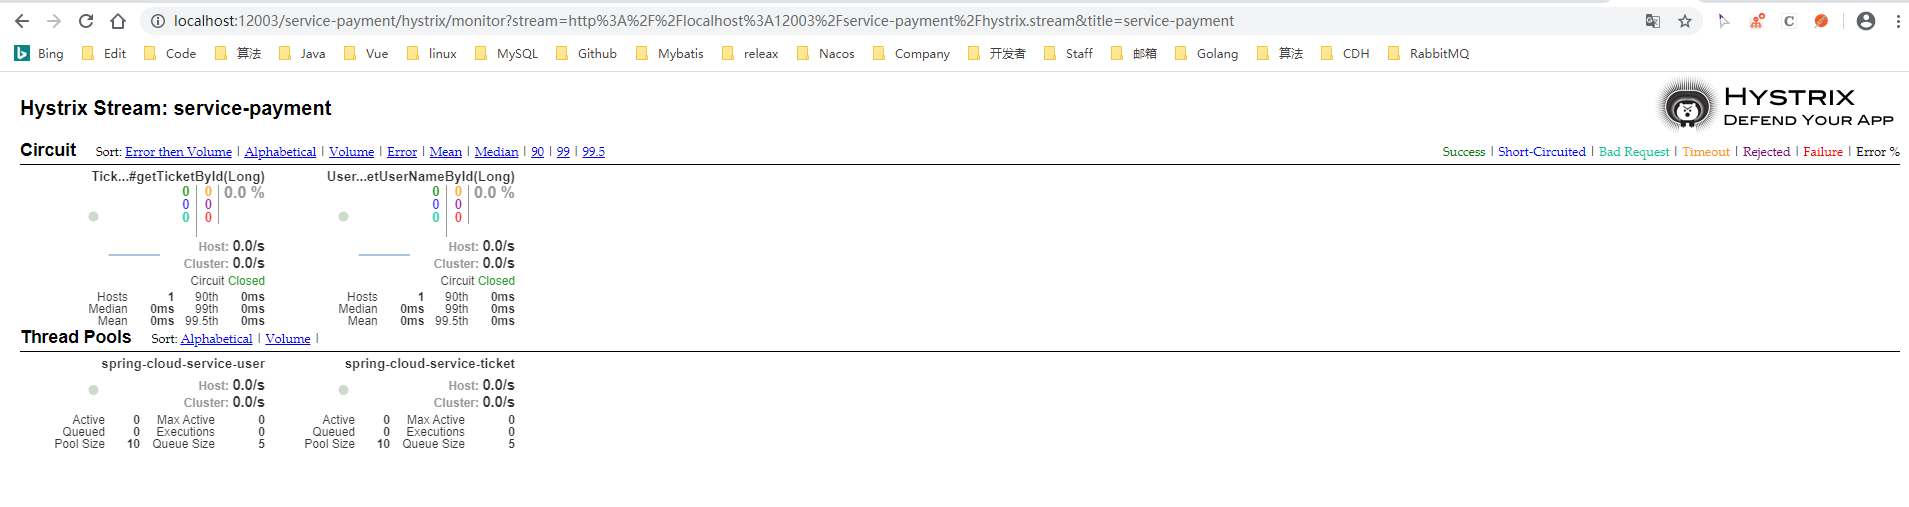 localhost:12003/service-payment/hystrix/monitor?stream=http%3A%2F%2Flocalhost%3A12003%2Fservice-payment%2Fhystrix.stream&title=service-payment
Bing Edit Code 算法 Java Vue linux MySQL Github Mybatis releax Nacos Company 开发者 Staff 邮箱 Golang 算法 CDH RabbitMQ
Hystrix Stream: service-payment
HYSTRIX
DEFEND YOUR APP
Circuit Sort: Error then Volume | Alphabetical | Volume | Error | Mean | Median | 90 | 99 | 99.5
Success | Short-Circuited | Bad Request | Timeout | Rejected | Failure | Error %
Tick...#getTicketById(Long)
0 0 0.0 %
0 0
0 0
Host: 0.0/s
Cluster: 0.0/s
Circuit Closed
Hosts 1 90th 0ms
Median 0ms 99th 0ms
Mean 0ms 99.5th 0ms
User...etUserNameById(Long)
0 0 0.0 %
0 0
0 0
Host: 0.0/s
Cluster: 0.0/s
Circuit Closed
Hosts 1 90th 0ms
Median 0ms 99th 0ms
Mean 0ms 99.5th 0ms
Thread Pools Sort: Alphabetical | Volume |
spring-cloud-service-user
Host: 0.0/s
Cluster: 0.0/s
Active 0 Max Active 0
Queued 0 Executions 0
Pool Size 10 Queue Size 5
spring-cloud-service-ticket
Host: 0.0/s
Cluster: 0.0/s
Active 0 Max Active 0
Queued 0 Executions 0
Pool Size 10 Queue Size 5